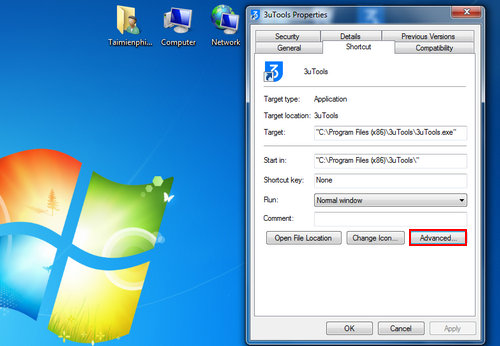 Taimienphi...
Computer
Network
3uTools Properties
Security
Details
Previous Versions
General
Shortcut
Compatibility
3uTools
Target type: Application
Target location: 3uTools
Target: "C:\Program Files (x86)\3uTools\3uTools.exe"
Start in: "C:\Program Files (x86)\3uTools\"
Shortcut key: None
Run: Normal window
Comment:
Open File Location
Change Icon...
Advanced...
OK
Cancel
Apply